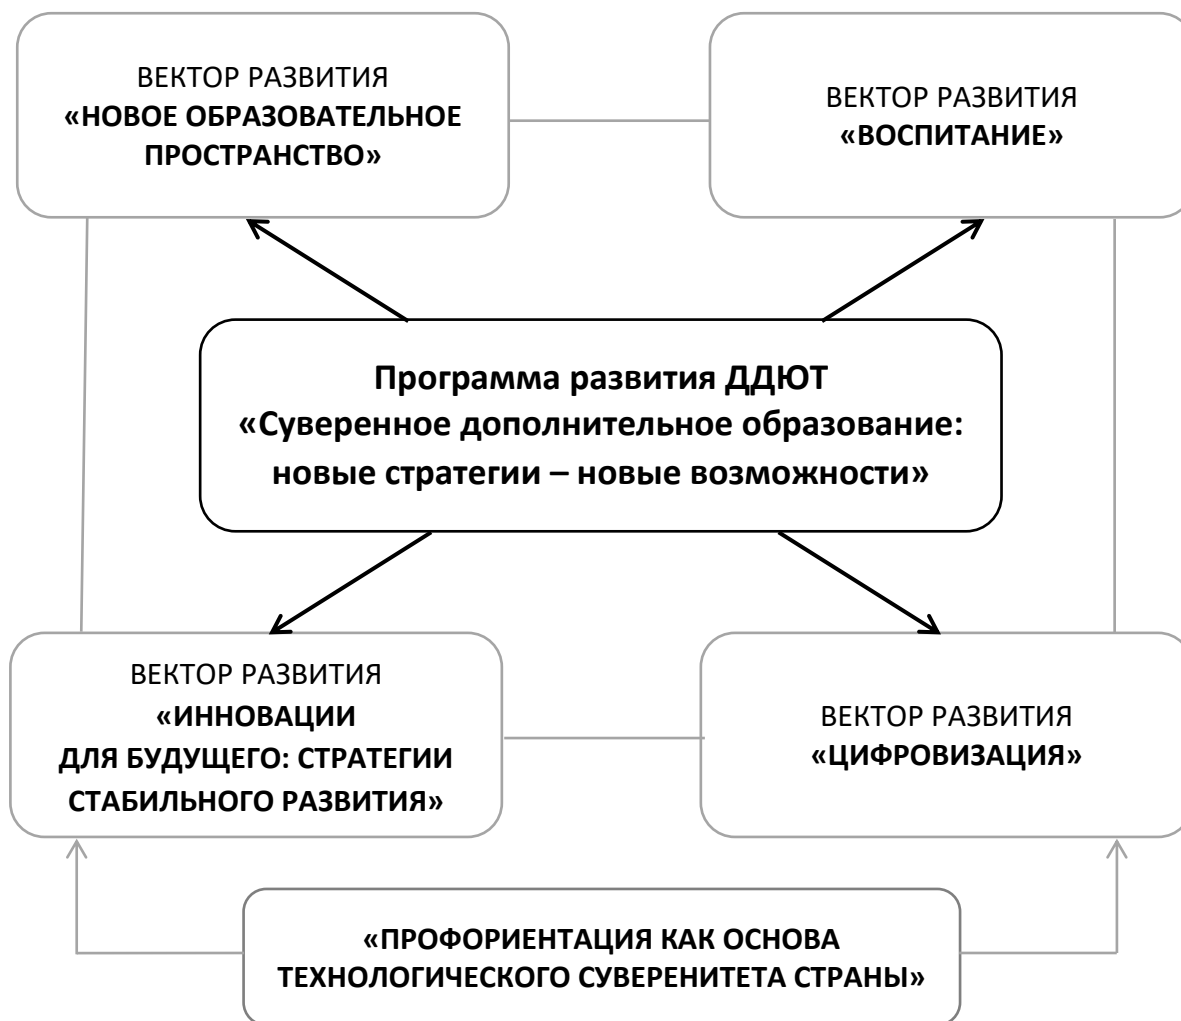 ВЕКТОР РАЗВИТИЯ
«НОВОЕ ОБРАЗОВАТЕЛЬНОЕ
ПРОСТРАНСТВО»
ВЕКТОР РАЗВИТИЯ
«ВОСПИТАНИЕ»
Программа развития ДДЮТ
«Суверенное дополнительное образование:
новые стратегии – новые возможности»
ВЕКТОР РАЗВИТИЯ
«ИННОВАЦИИ
ДЛЯ БУДУЩЕГО: СТРАТЕГИИ
СТАБИЛЬНОГО РАЗВИТИЯ»
ВЕКТОР РАЗВИТИЯ
«ЦИФРОВИЗАЦИЯ»
«ПРОФОРИЕНТАЦИЯ КАК ОСНОВА
ТЕХНОЛОГИЧЕСКОГО СУВЕРЕНИТЕТА СТРАНЫ»